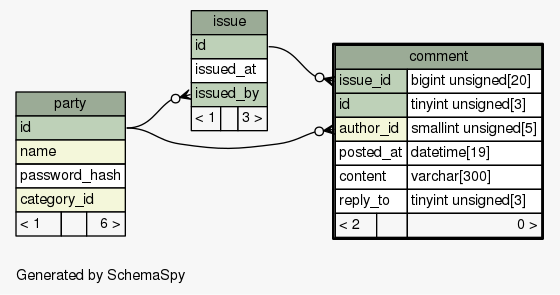 issue
id
issued_at
issued_by
< 1 3 >
comment
issue_id bigint unsigned[20]
id tinyint unsigned[3]
author_id smallint unsigned[5]
posted_at datetime[19]
content varchar[300]
reply_to tinyint unsigned[3]
< 2 0 >
party
id
name
password_hash
category_id
< 1 6 >
Generated by SchemaSpy